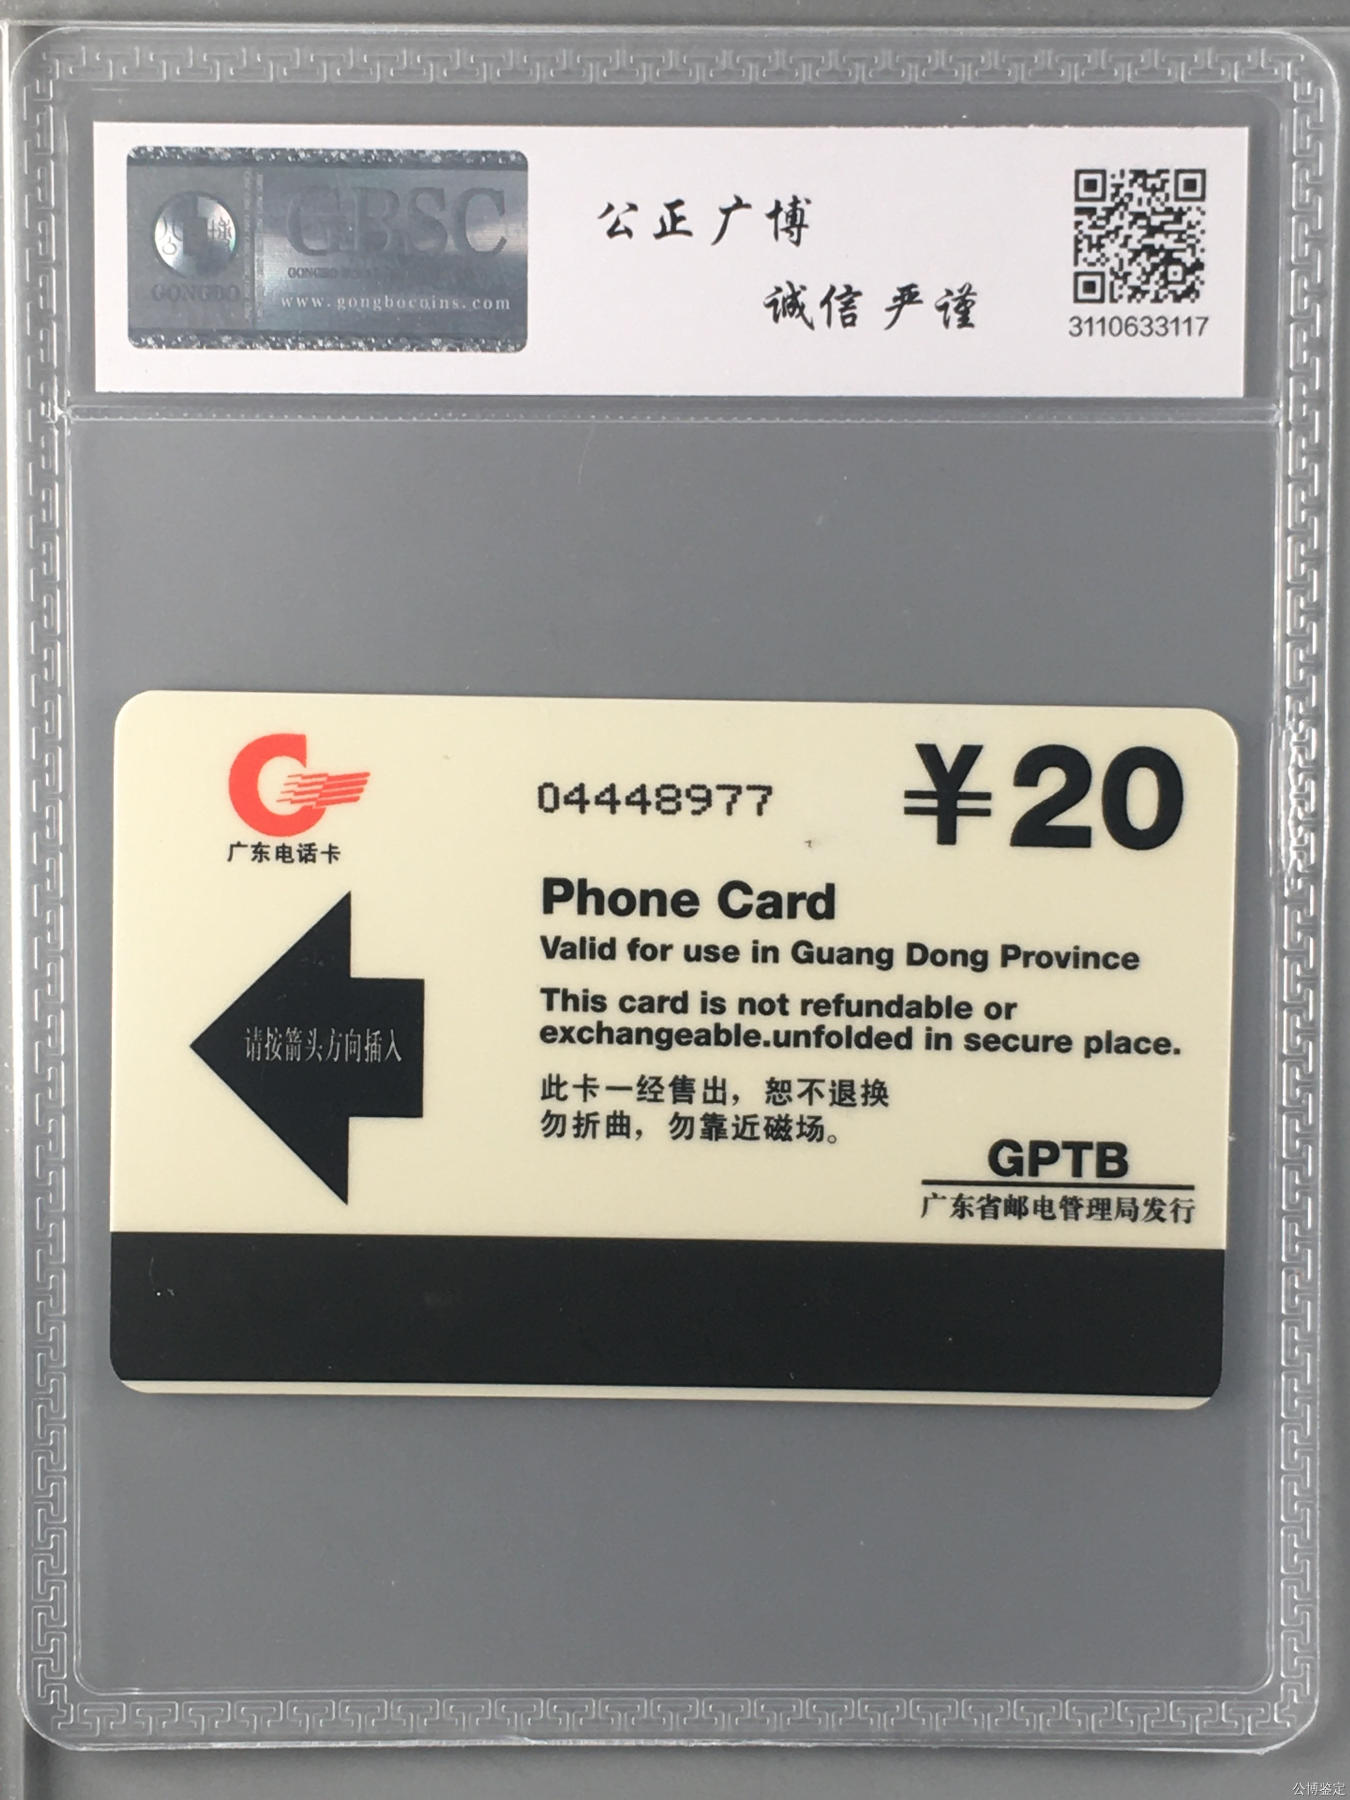 GBSC
GONGBO
www.gongbocoins.com
公正广博
诚信严谨
3110633117
广东电话卡
04448977
¥20
Phone Card
Valid for use in Guang Dong Province
This card is not refundable or
exchangeable.unfolded in secure place.
请按箭头方向插入
此卡一经售出，恕不退换
勿折曲，勿靠近磁场。
GPTB
广东省邮电管理局发行
公博鉴定